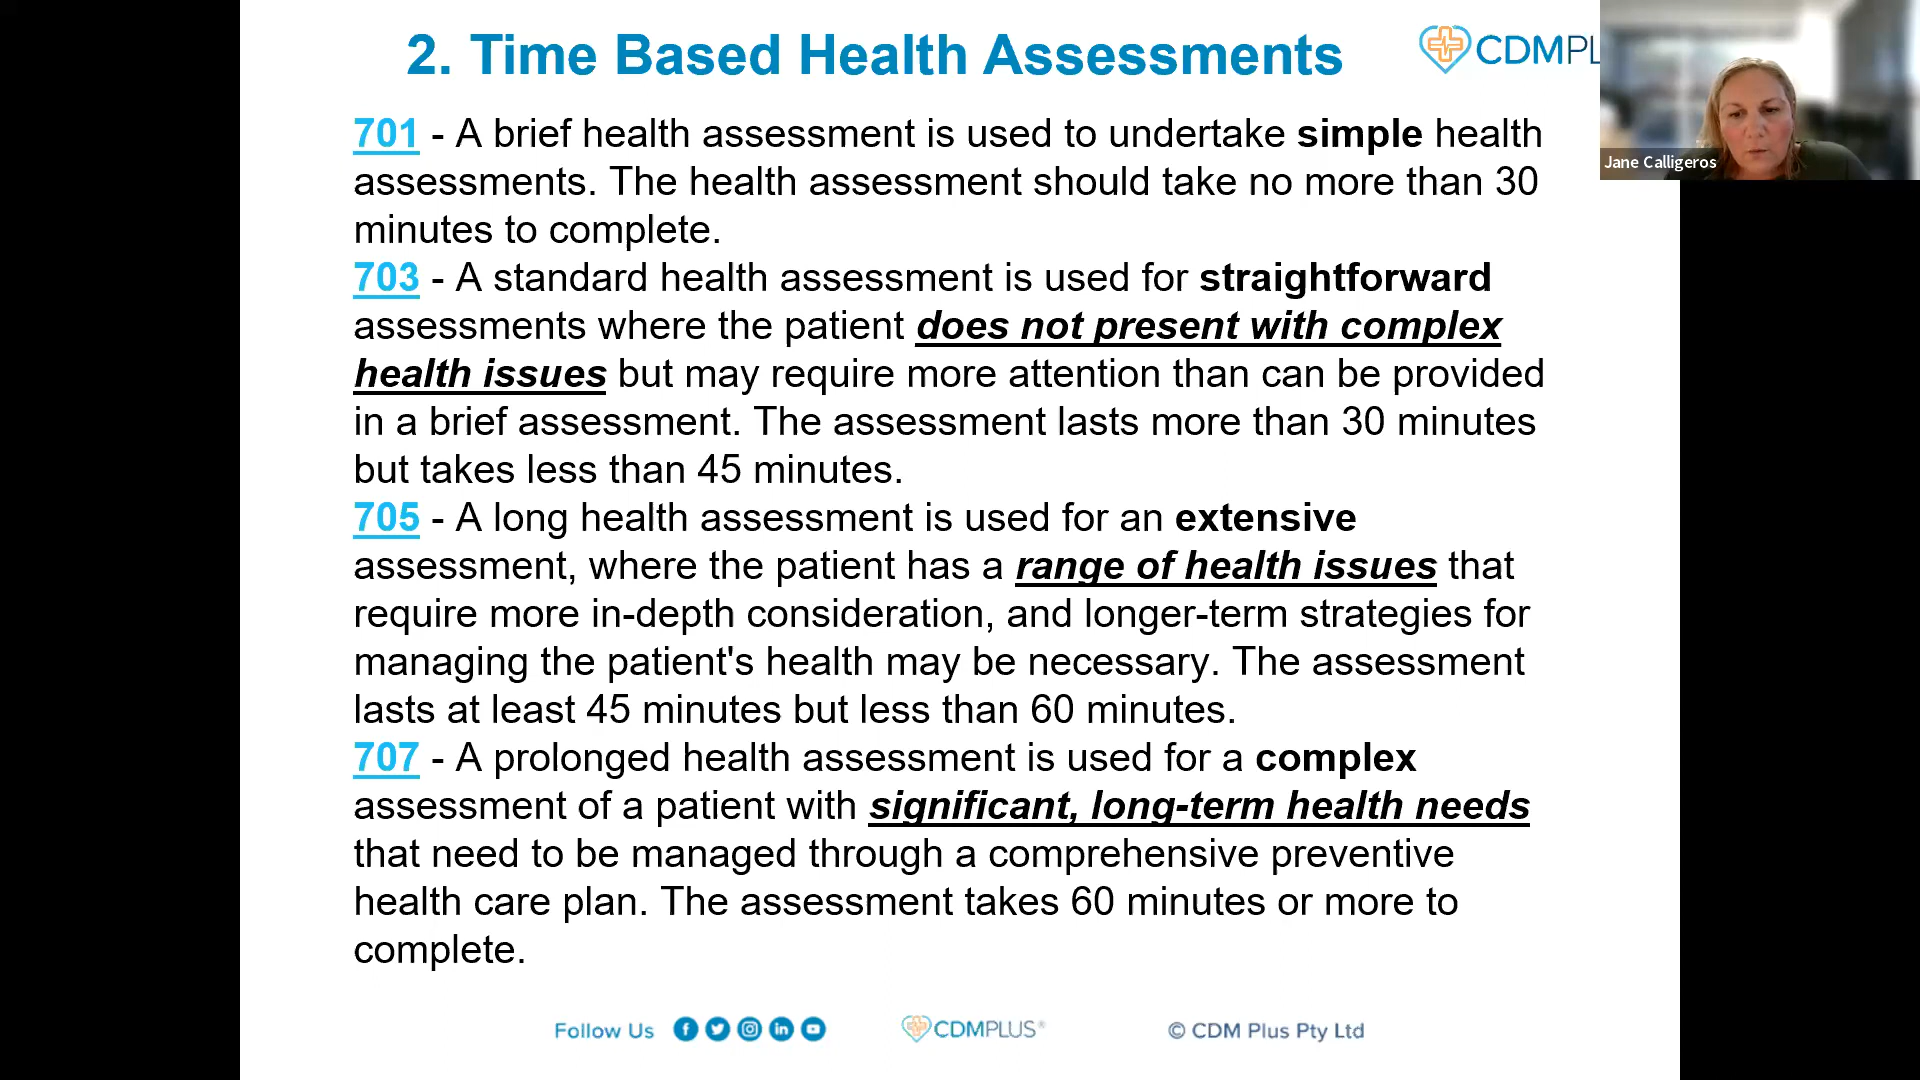 2. Time Based Health Assessments
CDMPL
Jane Calligeros
701 - A brief health assessment is used to undertake simple health
assessments. The health assessment should take no more than 30
minutes to complete.
703 - A standard health assessment is used for straightforward
assessments where the patient does not present with complex
health issues but may require more attention than can be provided
in a brief assessment. The assessment lasts more than 30 minutes
but takes less than 45 minutes.
705 - A long health assessment is used for an extensive
assessment, where the patient has a range of health issues that
require more in-depth consideration, and longer-term strategies for
managing the patient's health may be necessary. The assessment
lasts at least 45 minutes but less than 60 minutes.
707 - A prolonged health assessment is used for a complex
assessment of a patient with significant, long-term health needs
that need to be managed through a comprehensive preventive
health care plan. The assessment takes 60 minutes or more to
complete.
Follow Us
CDMPLUS®
© CDM Plus Pty Ltd